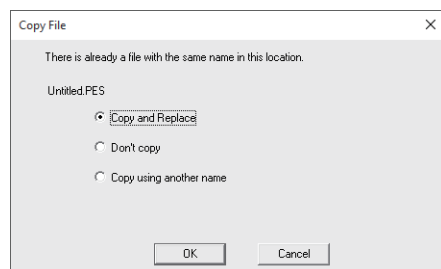 Copy File
There is already a file with the same name in this location.
Untitled.PES
Copy and Replace
Don't copy
Copy using another name
OK Cancel